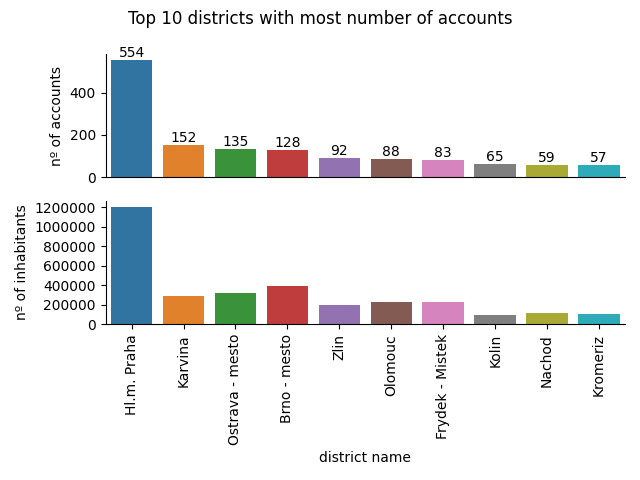 Top 10 districts with most number of accounts
nº of accounts
400
200
0
554
152
135
128
92
88
83
65
59
57
nº of inhabitants
1200000
1000000
800000
600000
400000
200000
0
Hl.m. Praha
Karvina
Ostrava - mesto
Brno - mesto
Zlin
Olomouc
Frydek - Mistek
Kolin
Nachod
Kromeriz
district name